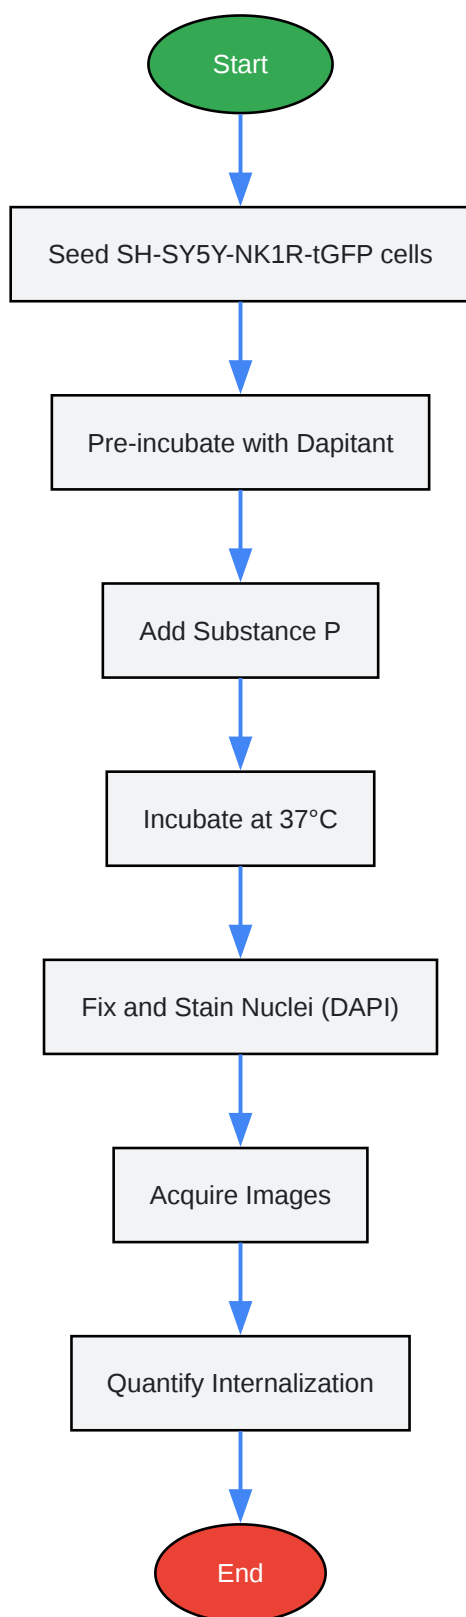 Start
Seed SH-SY5Y-NK1R-tGFP cells
Pre-incubate with Dapitant
Add Substance P
Incubate at 37°C
Fix and Stain Nuclei (DAPI)
Acquire Images
Quantify Internalization
End